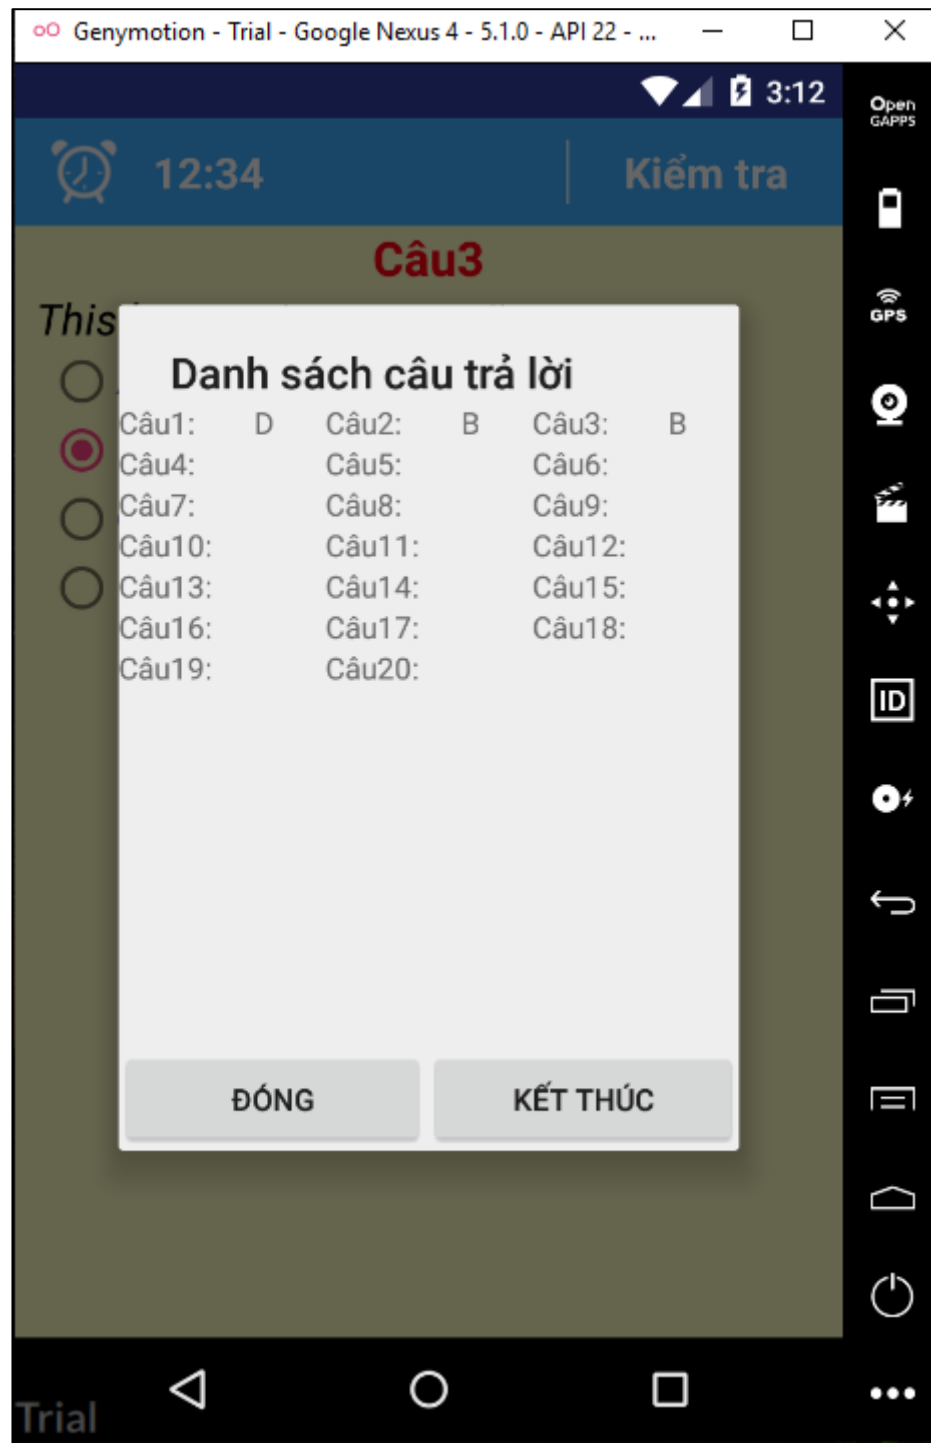 Genymotion - Trial - Google Nexus 4 - 5.1.0 - API 22 - ...
3:12
Open
GAPPS
12:34
Kiểm tra
Câu3
This
GPS
Danh sách câu trả lời
Câu1: D Câu2: B Câu3: B
Câu4: Câu5: Câu6:
Câu7: Câu8: Câu9:
Câu10: Câu11: Câu12:
Câu13: Câu14: Câu15:
Câu16: Câu17: Câu18:
Câu19: Câu20:
ID
ĐÓNG KẾT THÚC
Trial